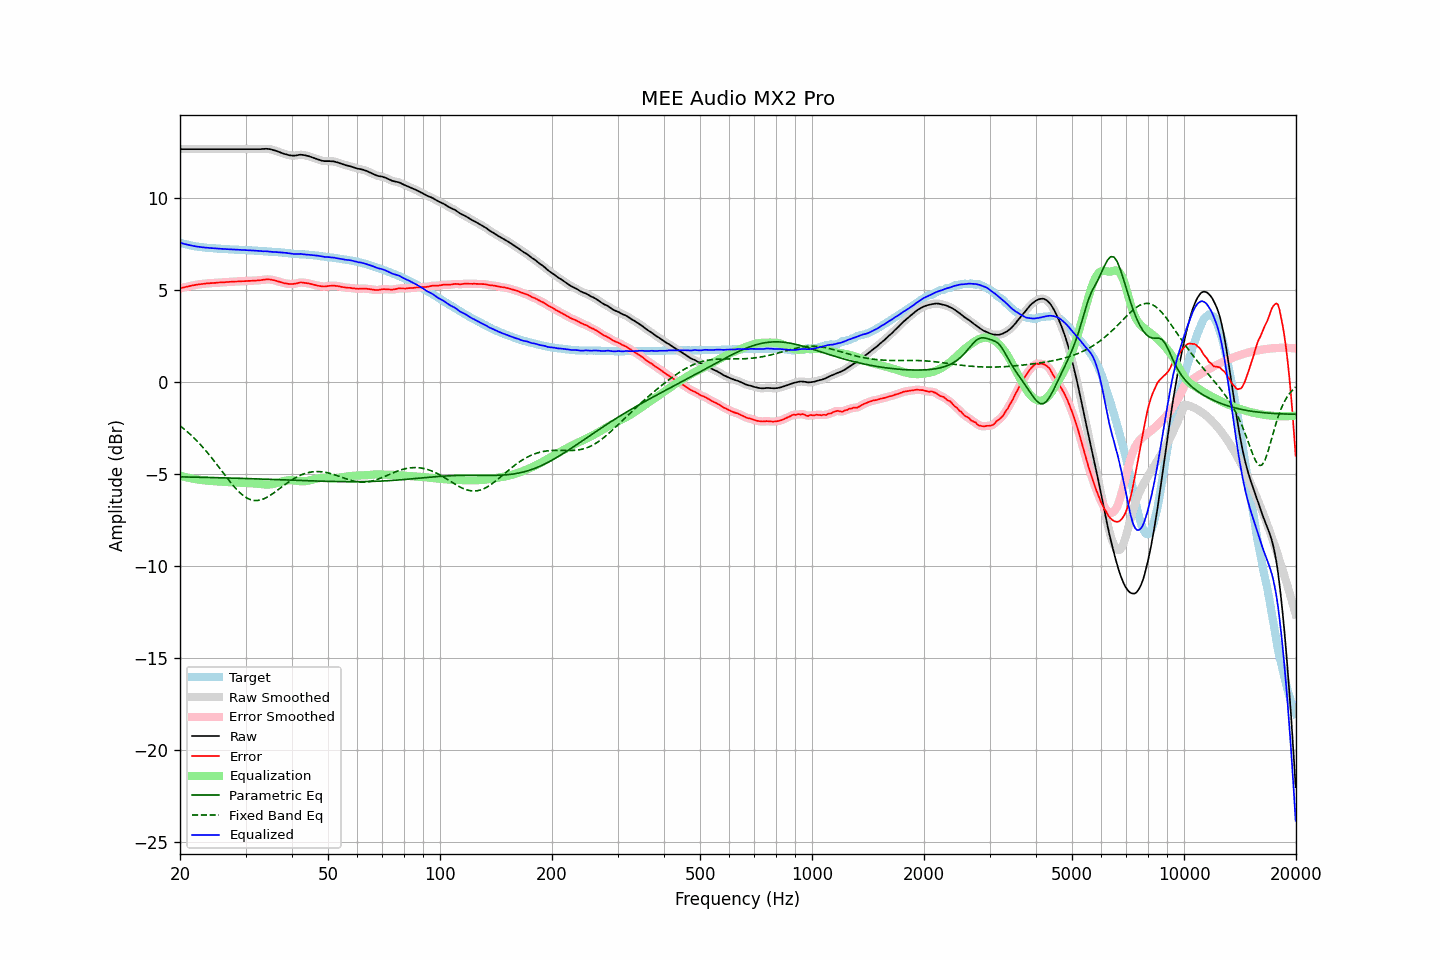 MEE Audio MX2 Pro
Amplitude (dBr)
10
5
0
−5
−10
−15
−20
−25
Target
Raw Smoothed
Error Smoothed
Raw
Error
Equalization
Parametric Eq
Fixed Band Eq
Equalized
20
50
100
200
500
1000
2000
5000
10000
20000
Frequency (Hz)